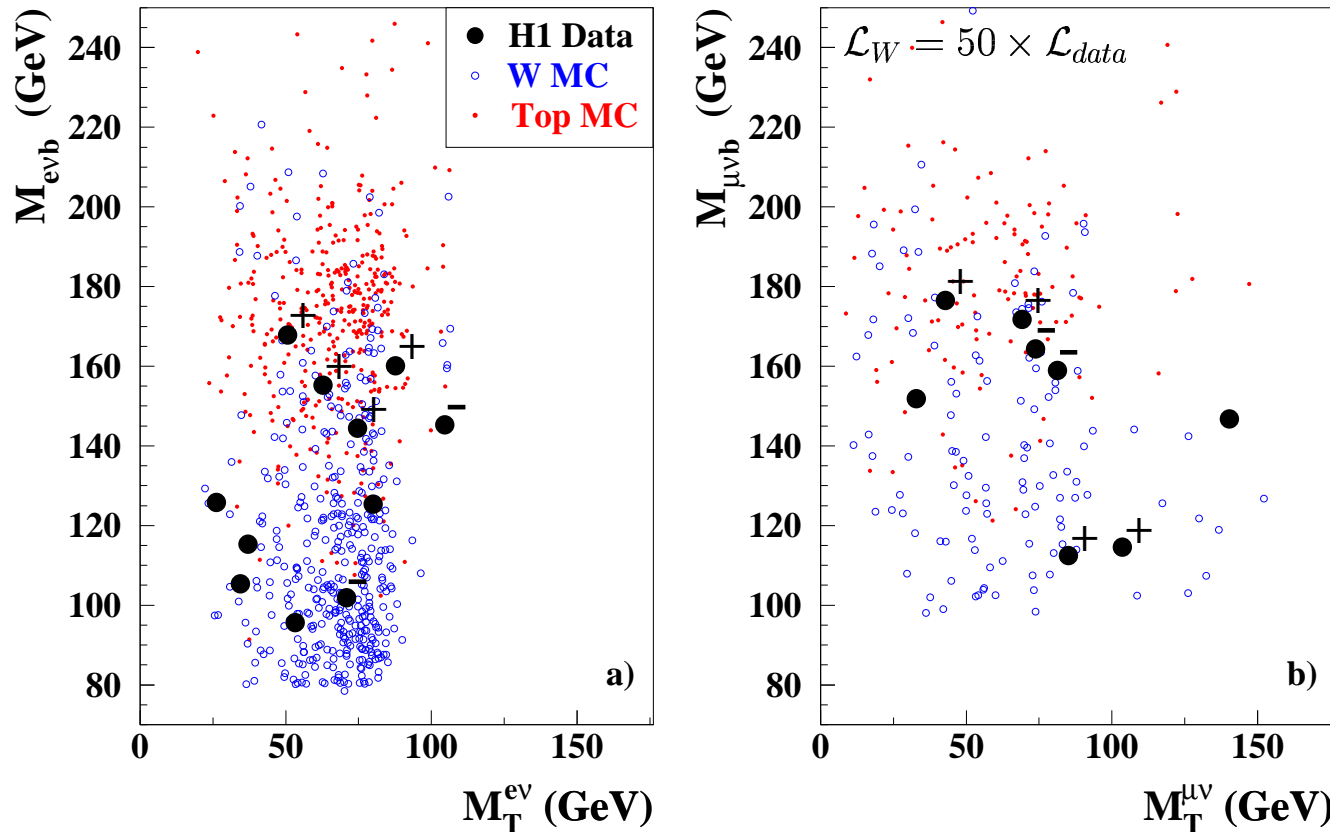 M_eνb (GeV)
240
220
200
180
160
140
120
100
80
0 50 100 150
M_T^eν (GeV)
H1 Data
W MC
Top MC
a)
M_μνb (GeV)
240
220
200
180
160
140
120
100
80
0 50 100 150
M_T^μν (GeV)
ℒ_W = 50 × ℒ_data
b)